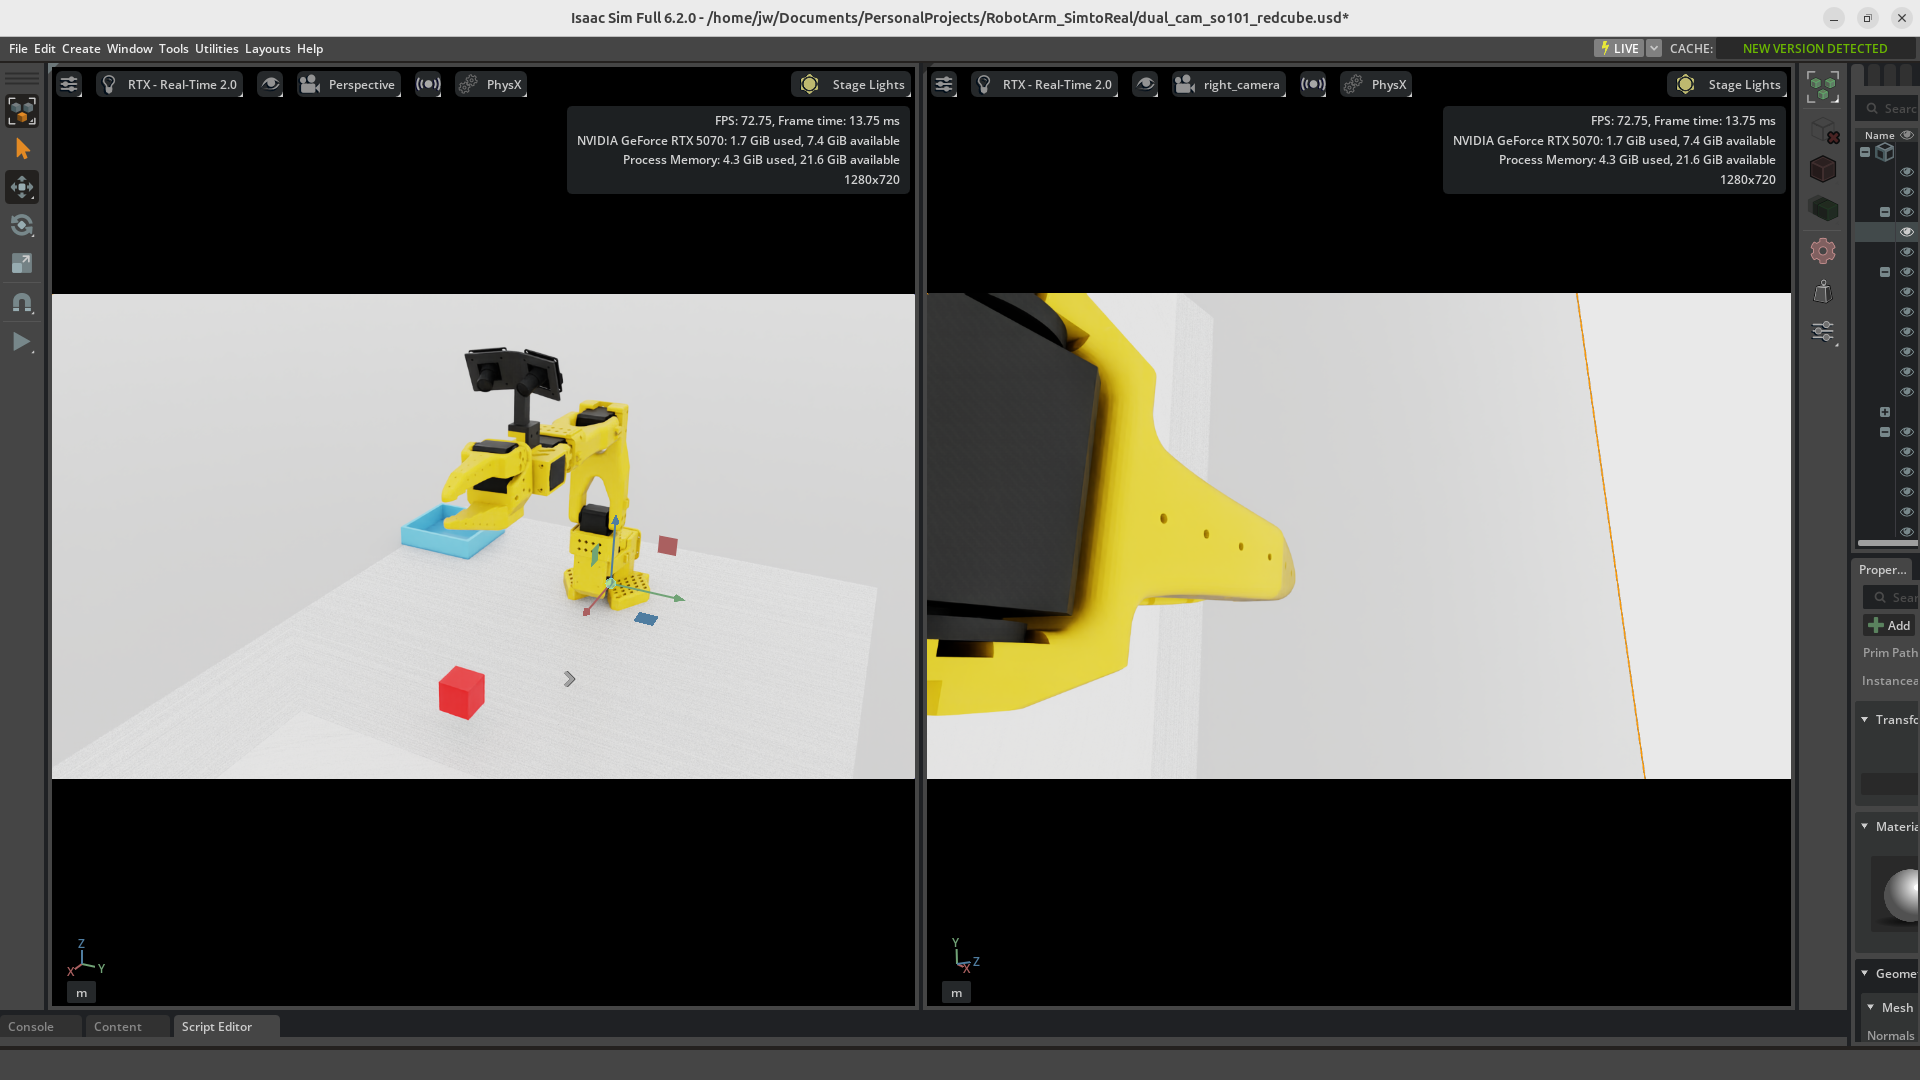 Isaac Sim Full 6.2.0 - /home/jw/Documents/PersonalProjects/RobotArm_SimtoReal/dual_cam_so101_redcube.usd*
File Edit Create Window Tools Utilities Layouts Help
LIVE CACHE: NEW VERSION DETECTED
RTX - Real-Time 2.0 Perspective PhysX Stage Lights
FPS: 72.75, Frame time: 13.75 ms
NVIDIA GeForce RTX 5070: 1.7 GiB used, 7.4 GiB available
Process Memory: 4.3 GiB used, 21.6 GiB available
1280x720
Z
X Y
m
RTX - Real-Time 2.0 right_camera PhysX Stage Lights
FPS: 72.75, Frame time: 13.75 ms
NVIDIA GeForce RTX 5070: 1.7 GiB used, 7.4 GiB available
Process Memory: 4.3 GiB used, 21.6 GiB available
1280x720
Y
Z
X
m
Searc
Name
Proper...
Sear
Add
Prim Path
Instancea
Transfo
Materia
Geome
Mesh
Normals
Console Content Script Editor